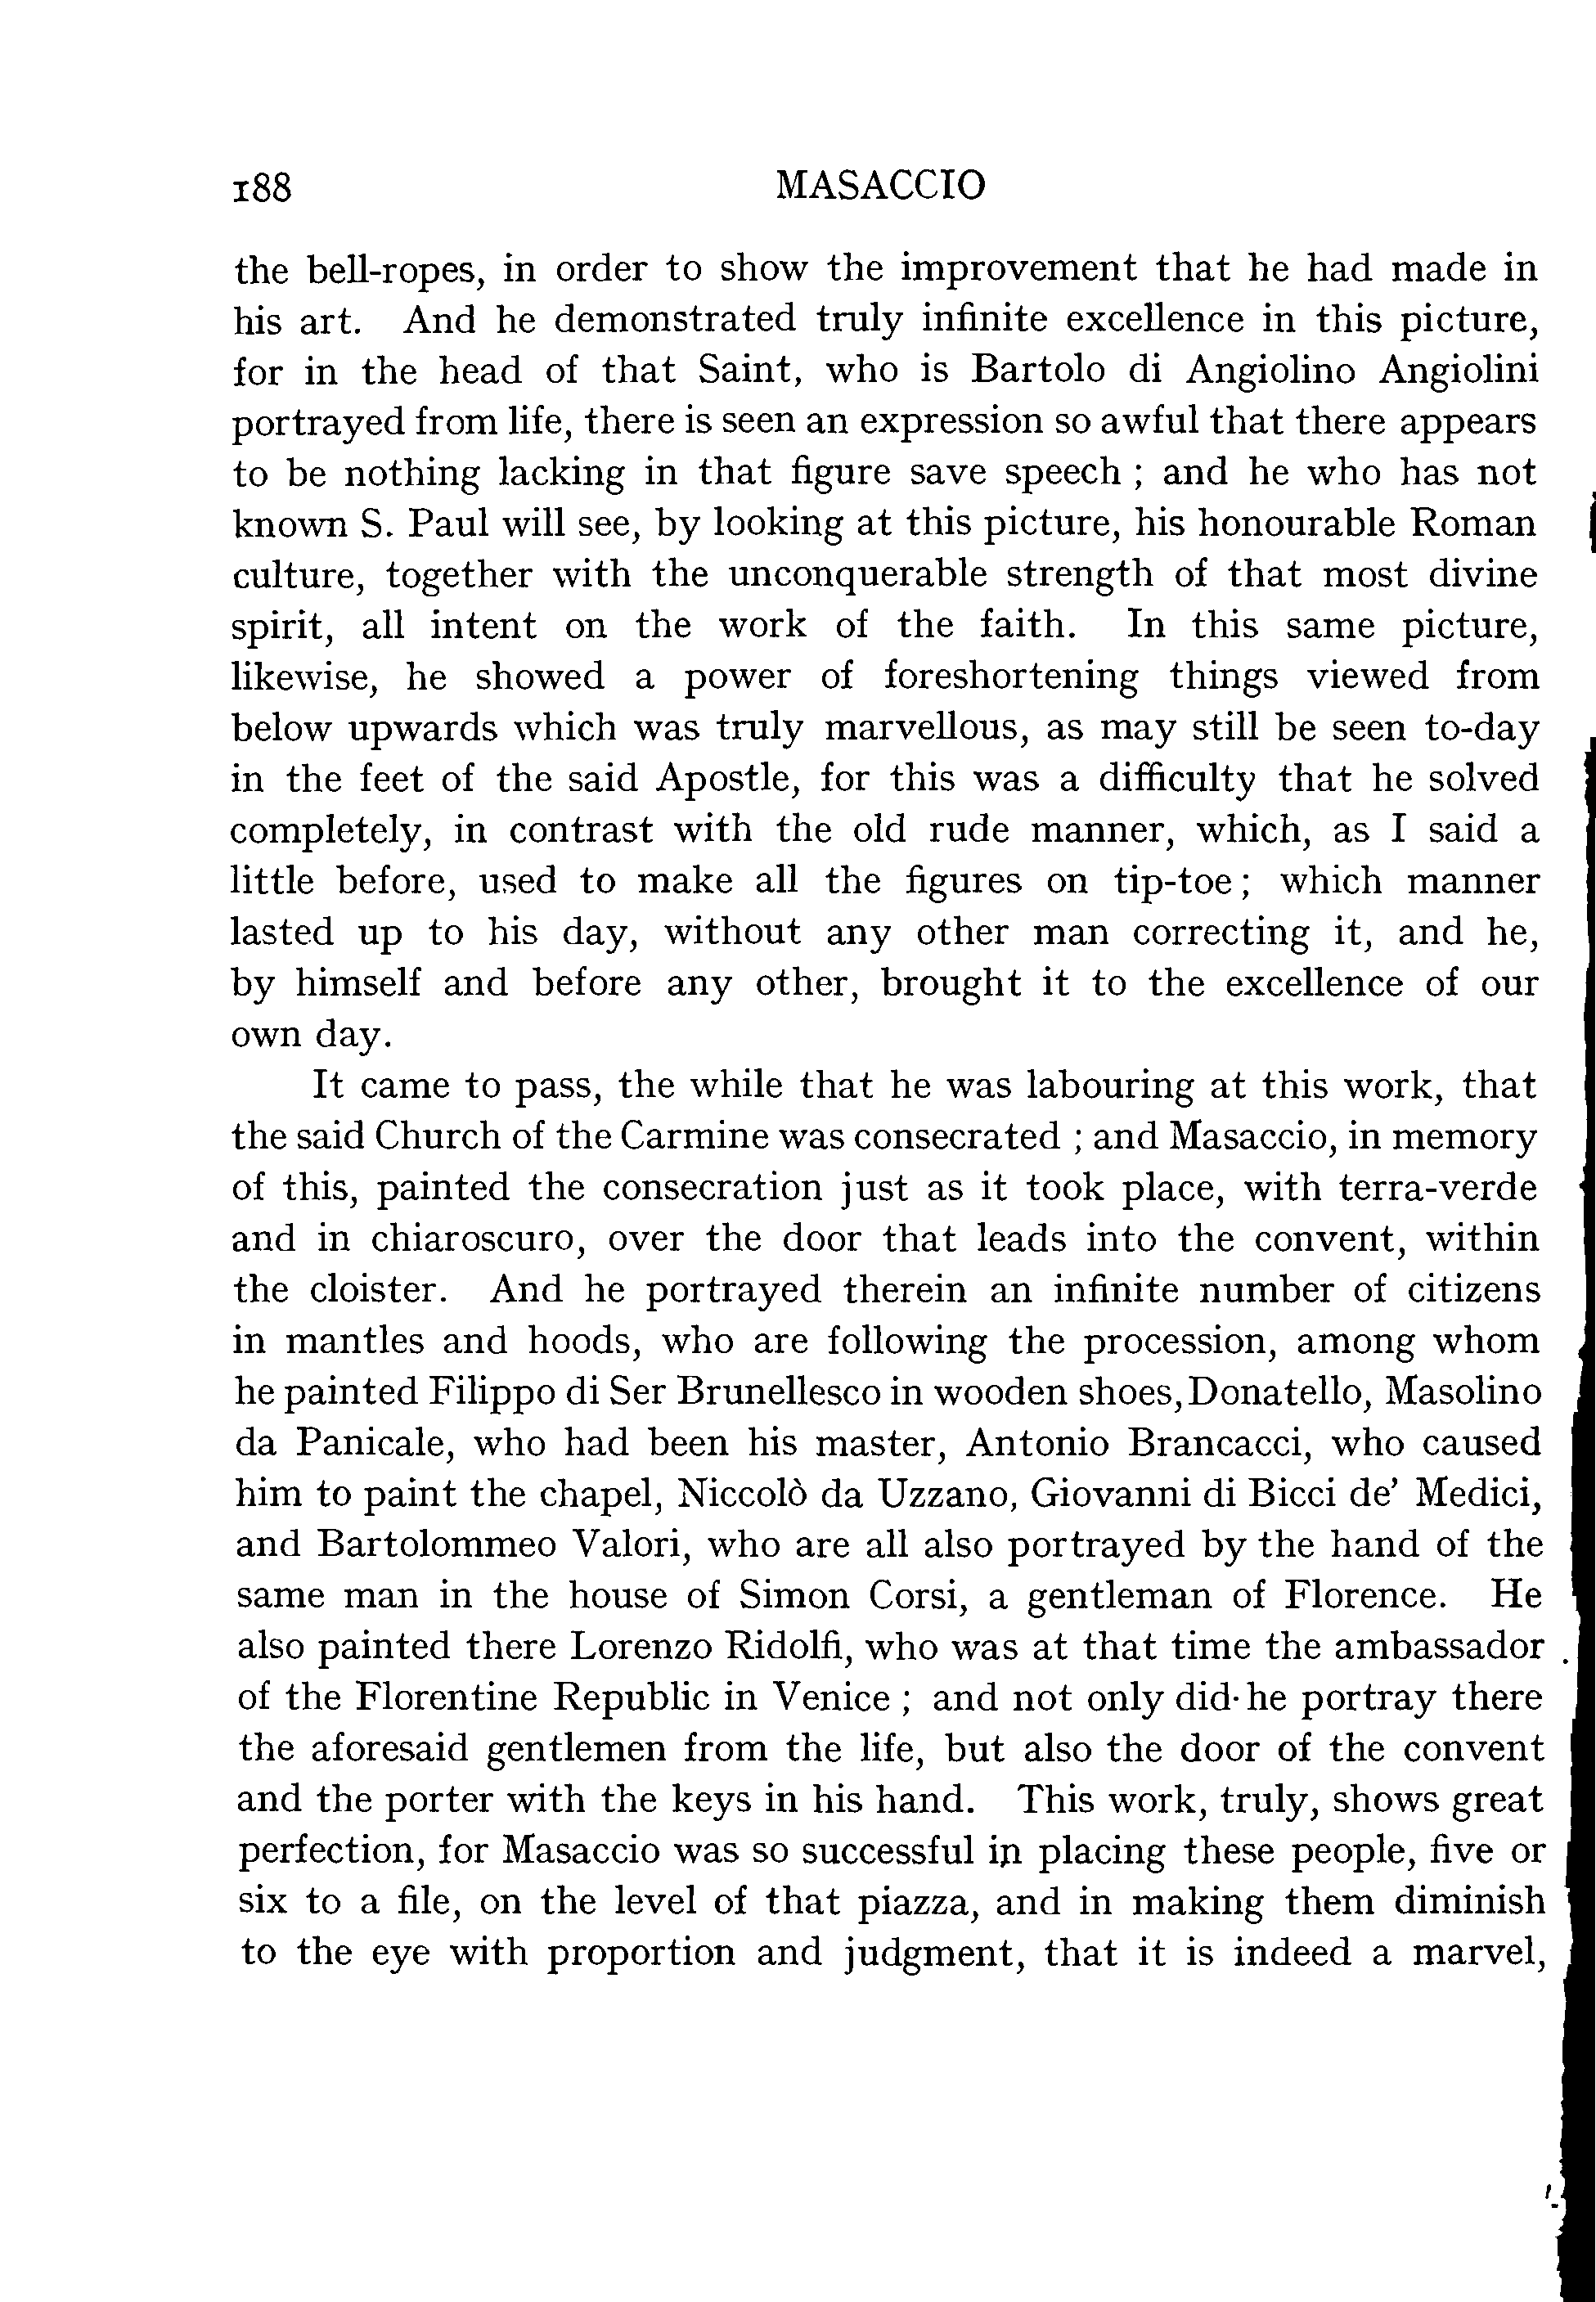 188 MASACCIO
the bell-ropes, in order to show the improvement that he had made in
his art. And he demonstrated truly infinite excellence in this picture,
for in the head of that Saint, who is Bartolo di Angiolino Angiolini
portrayed from life, there is seen an expression so awful that there appears
to be nothing lacking in that figure save speech ; and he who has not
known S. Paul will see, by looking at this picture, his honourable Roman
culture, together with the unconquerable strength of that most divine
spirit, all intent on the work of the faith. In this same picture,
likewise, he showed a power of foreshortening things viewed from
below upwards which was truly marvellous, as may still be seen to-day
in the feet of the said Apostle, for this was a difficulty that he solved
completely, in contrast with the old rude manner, which, as I said a
little before, used to make all the figures on tip-toe ; which manner
lasted up to his day, without any other man correcting it, and he,
by himself and before any other, brought it to the excellence of our
own day.
It came to pass, the while that he was labouring at this work, that
the said Church of the Carmine was consecrated ; and Masaccio, in memory
of this, painted the consecration just as it took place, with terra-verde
and in chiaroscuro, over the door that leads into the convent, within
the cloister. And he portrayed therein an infinite number of citizens
in mantles and hoods, who are following the procession, among whom
he painted Filippo di Ser Brunellesco in wooden shoes, Donatello, Masolino
da Panicale, who had been his master, Antonio Brancacci, who caused
him to paint the chapel, Niccolò da Uzzano, Giovanni di Bicci de' Medici,
and Bartolommeo Valori, who are all also portrayed by the hand of the
same man in the house of Simon Corsi, a gentleman of Florence. He
also painted there Lorenzo Ridolfi, who was at that time the ambassador
of the Florentine Republic in Venice ; and not only did he portray there
the aforesaid gentlemen from the life, but also the door of the convent
and the porter with the keys in his hand. This work, truly, shows great
perfection, for Masaccio was so successful in placing these people, five or
six to a file, on the level of that piazza, and in making them diminish
to the eye with proportion and judgment, that it is indeed a marvel,